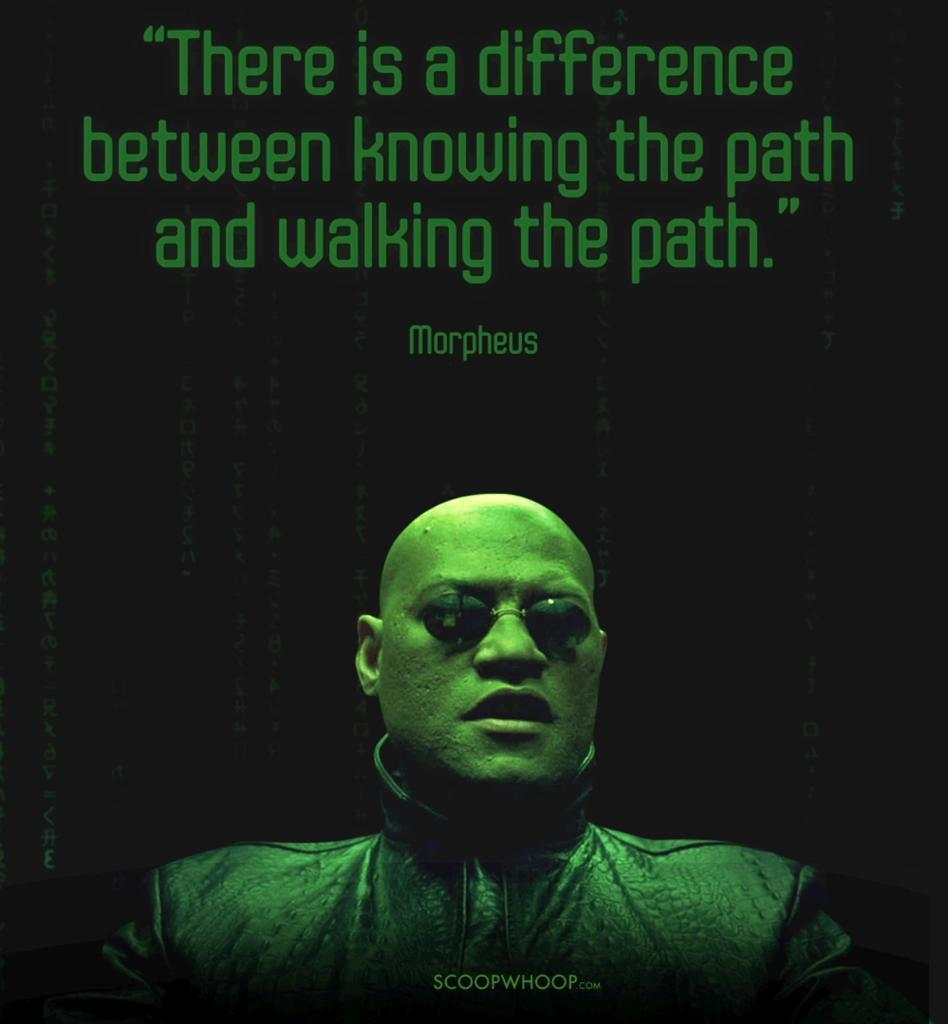 “There is a difference
between knowing the path
and walking the path.”
Morpheus
SCOOPWHOOP.COM